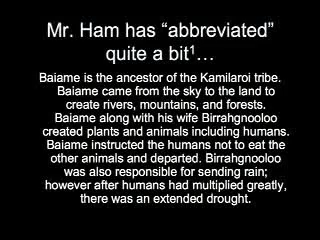 Mr. Ham has “abbreviated”
quite a bit¹…
Baiame is the ancestor of the Kamilaroi tribe.
Baiame came from the sky to the land to
create rivers, mountains, and forests.
Baiame along with his wife Birrahgnooloo
created plants and animals including humans.
Baiame instructed the humans not to eat the
other animals and departed. Birrahgnooloo
was also responsible for sending rain;
however after humans had multiplied greatly,
there was an extended drought.